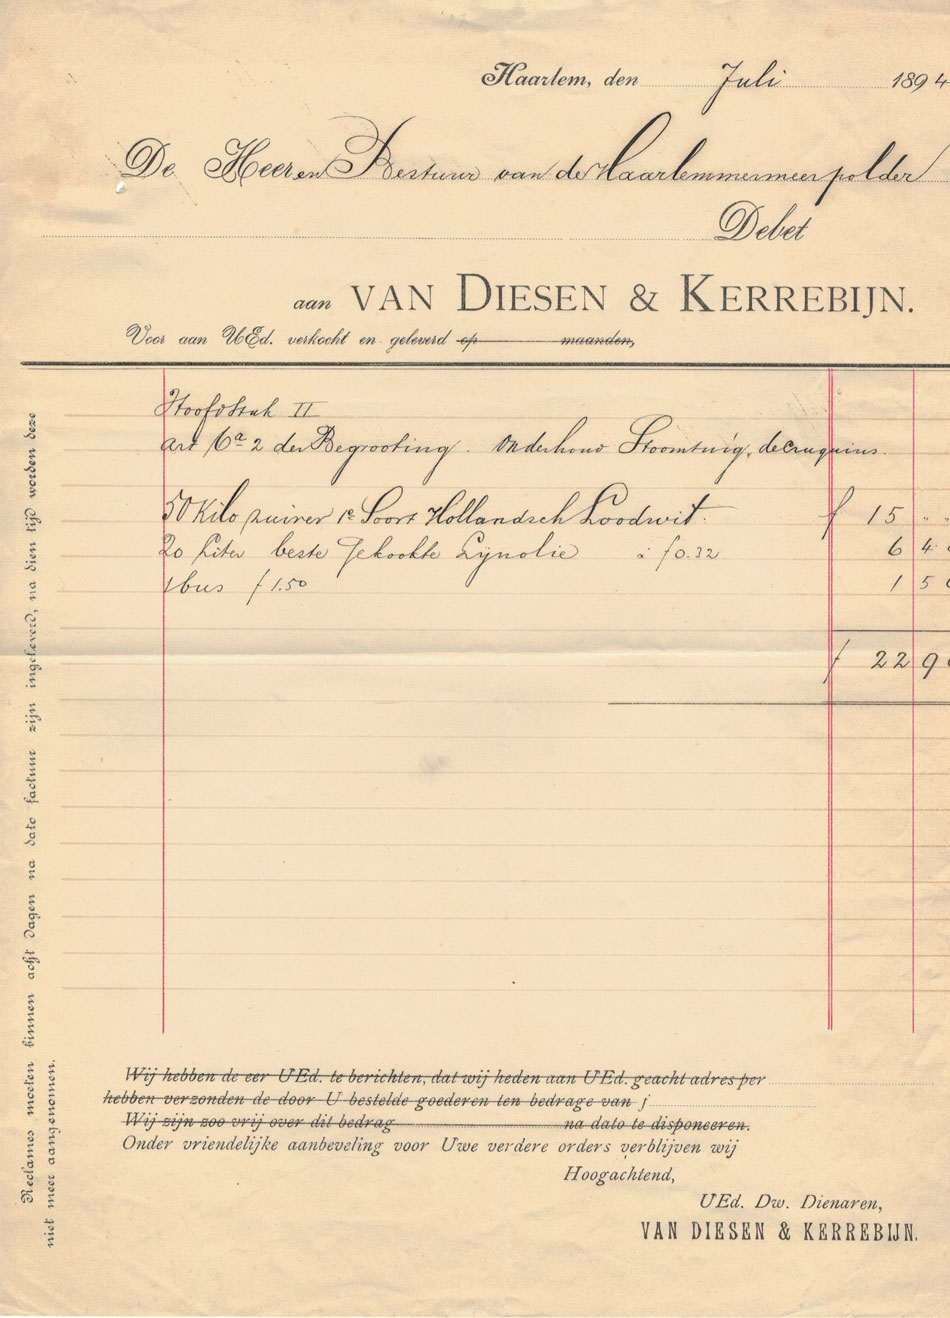 Haarlem, den Juli 1894
De Heeren Bestuur van de Haarlemmermeerpolder
Debet
aan VAN DIESEN & KERREBIJN.
Voor aan UEd. verkocht en geleverd op maanden,
Hoofdstuk II
art 6a 2 der Begrooting. Onderhoud Stoomtuig, de Cruquius.
50 Kilo zuiver 1e Soort Hollandsch Loodwit. f 15 " "
20 Liter beste Gekookte Lijnolie à f 0.32 6 4
1 bus f 1.50 1 5
f 22 9
Wij hebben de eer UEd. te berichten, dat wij heden aan UEd. geacht adres per
hebben verzonden de door U bestelde goederen ten bedrage van f
Wij zijn zoo vrij over dit bedrag na dato te disponeeren.
Onder vriendelijke aanbeveling voor Uwe verdere orders verblijven wij
Hoogachtend,
UEd. Dw. Dienaren,
VAN DIESEN & KERREBIJN.
Reclames moeten binnen acht dagen na dato factuur zijn ingeleverd, na dien tijd worden deze
niet meer aangenomen.